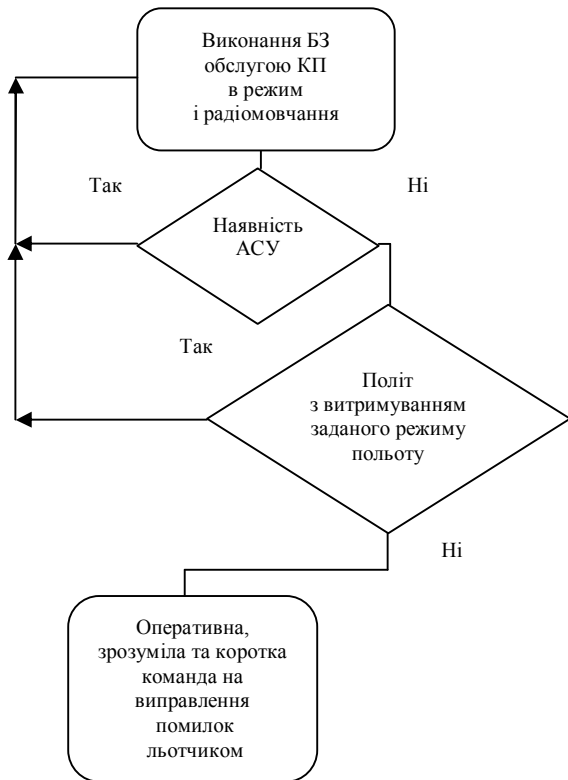 Виконання БЗ
обслугою КП
в режим
і радіомовчання
Так
Ні
Наявність
АСУ
Так
Політ
з витримуванням
заданого режиму
польоту
Ні
Оперативна,
зрозуміла та коротка
команда на
виправлення
помилок
льотчиком